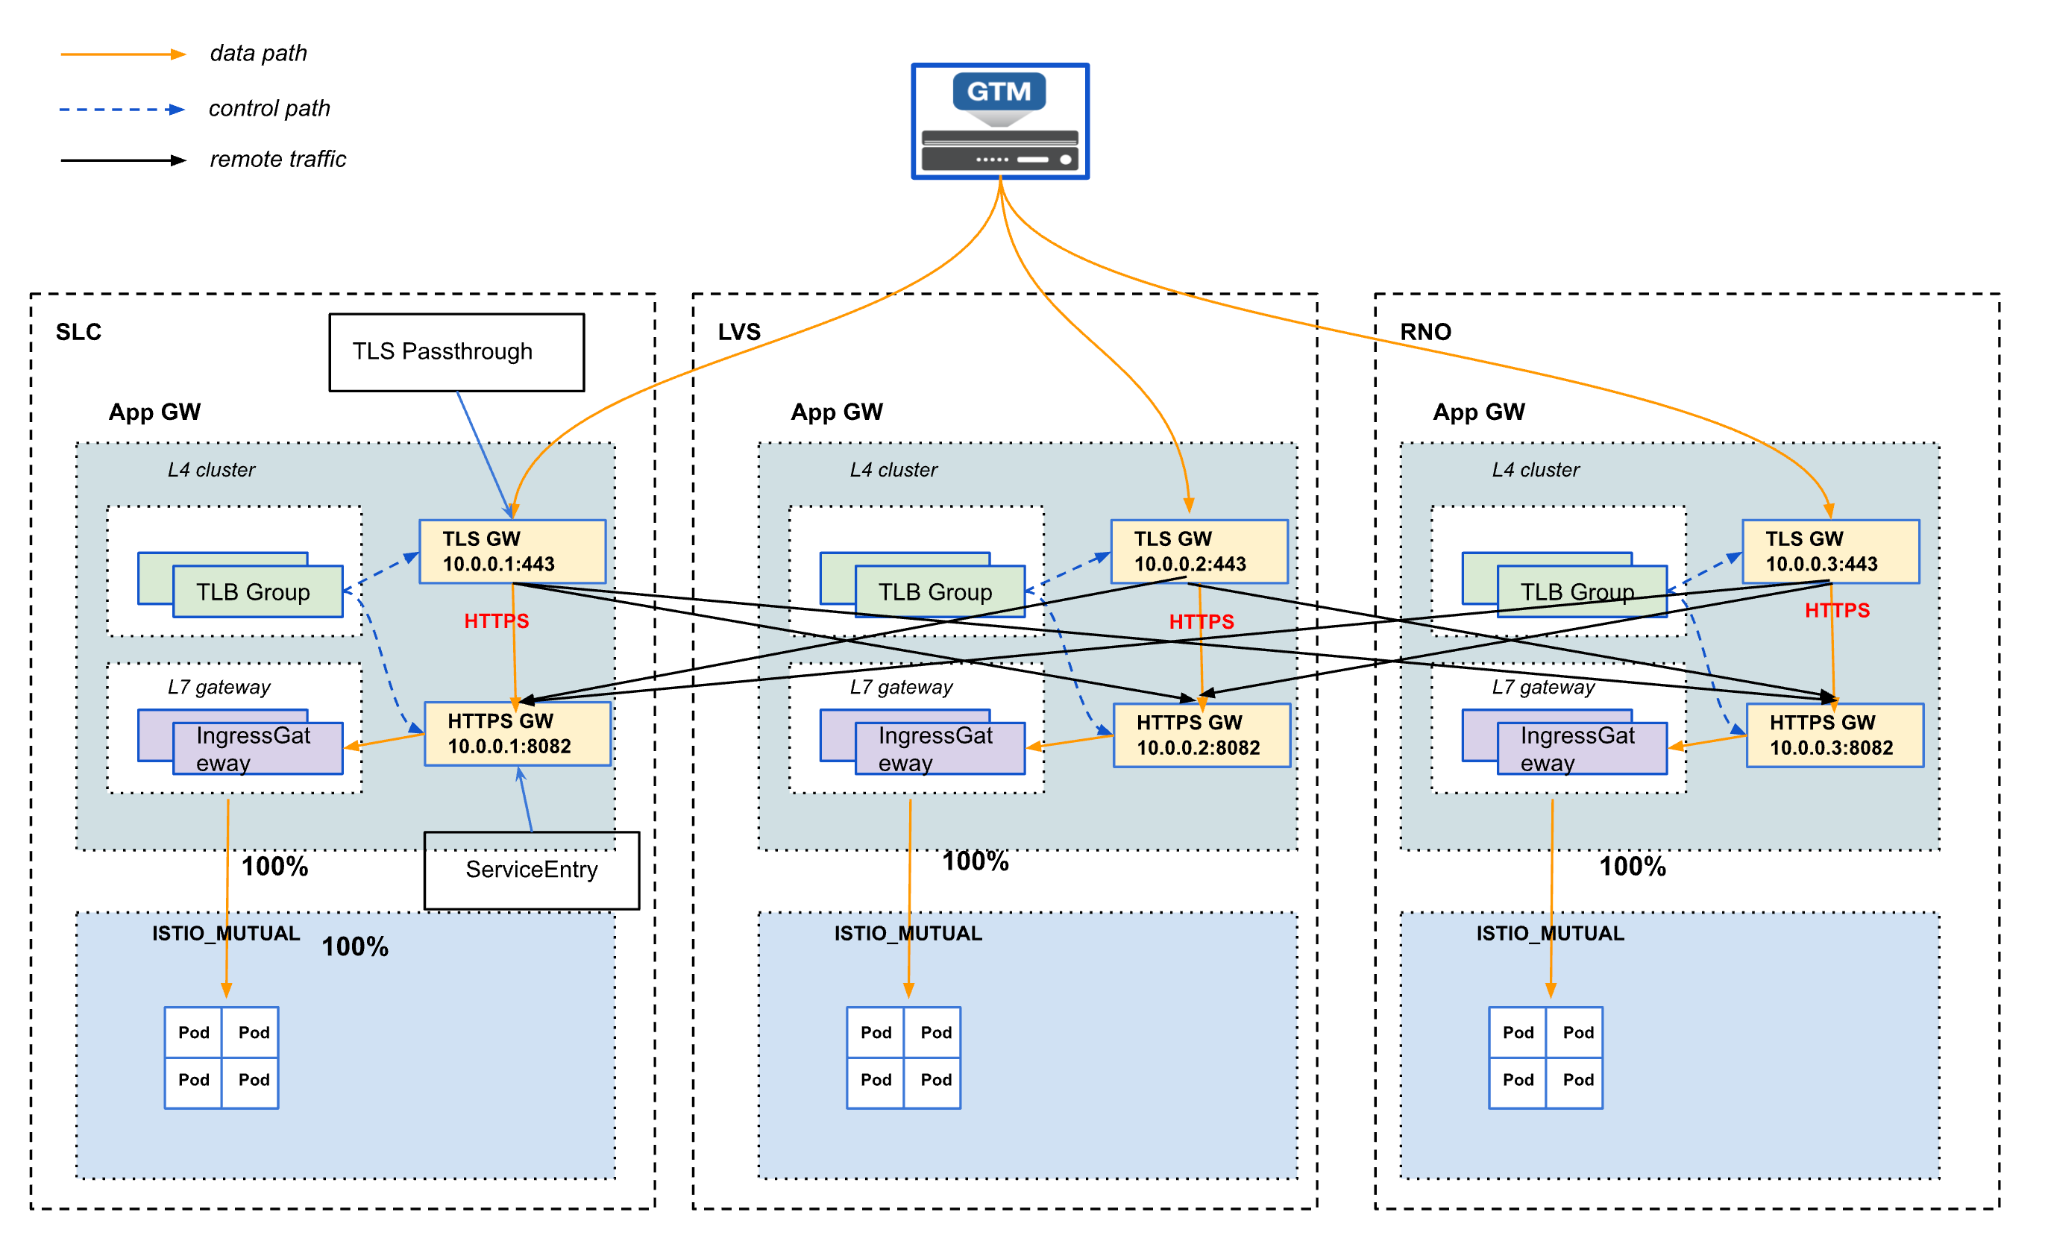 data path
control path
remote traffic
GTM
SLC
TLS Passthrough
App GW
L4 cluster
TLB Group
TLS GW
10.0.0.1:443
HTTPS
L7 gateway
IngressGat
eway
HTTPS GW
10.0.0.1:8082
ServiceEntry
100%
ISTIO_MUTUAL
100%
Pod Pod
Pod Pod
LVS
App GW
L4 cluster
TLB Group
TLS GW
10.0.0.2:443
HTTPS
L7 gateway
IngressGat
eway
HTTPS GW
10.0.0.2:8082
100%
ISTIO_MUTUAL
Pod Pod
Pod Pod
RNO
App GW
L4 cluster
TLB Group
TLS GW
10.0.0.3:443
HTTPS
L7 gateway
IngressGat
eway
HTTPS GW
10.0.0.3:8082
100%
ISTIO_MUTUAL
Pod Pod
Pod Pod